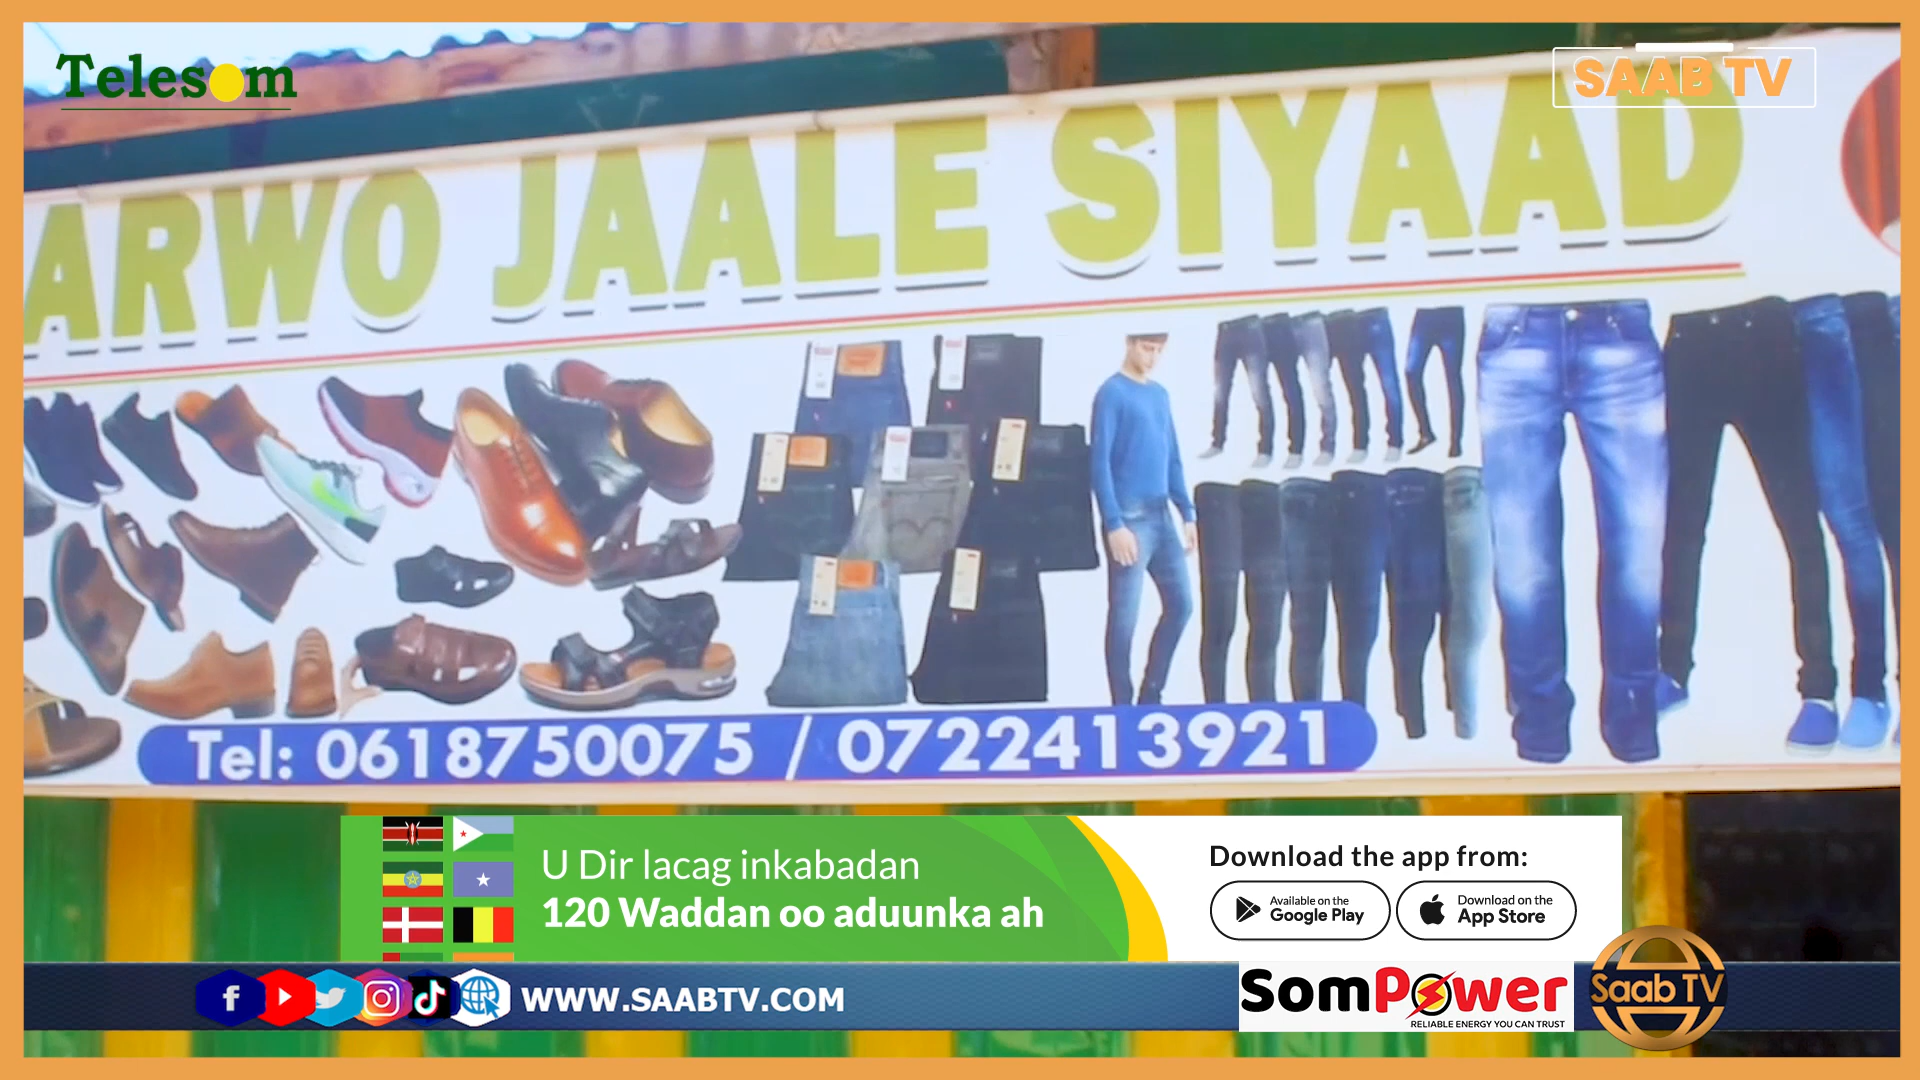 Telesom
SAAB TV
ARWO JAALE SIYAAD
Tel: 0618750075 / 0722413921
U Dir lacag inkabadan
120 Waddan oo aduunka ah
Download the app from:
Available on the
Google Play
Download on the
App Store
WWW.SAABTV.COM
SomPower
RELIABLE ENERGY YOU CAN TRUST
Saab TV